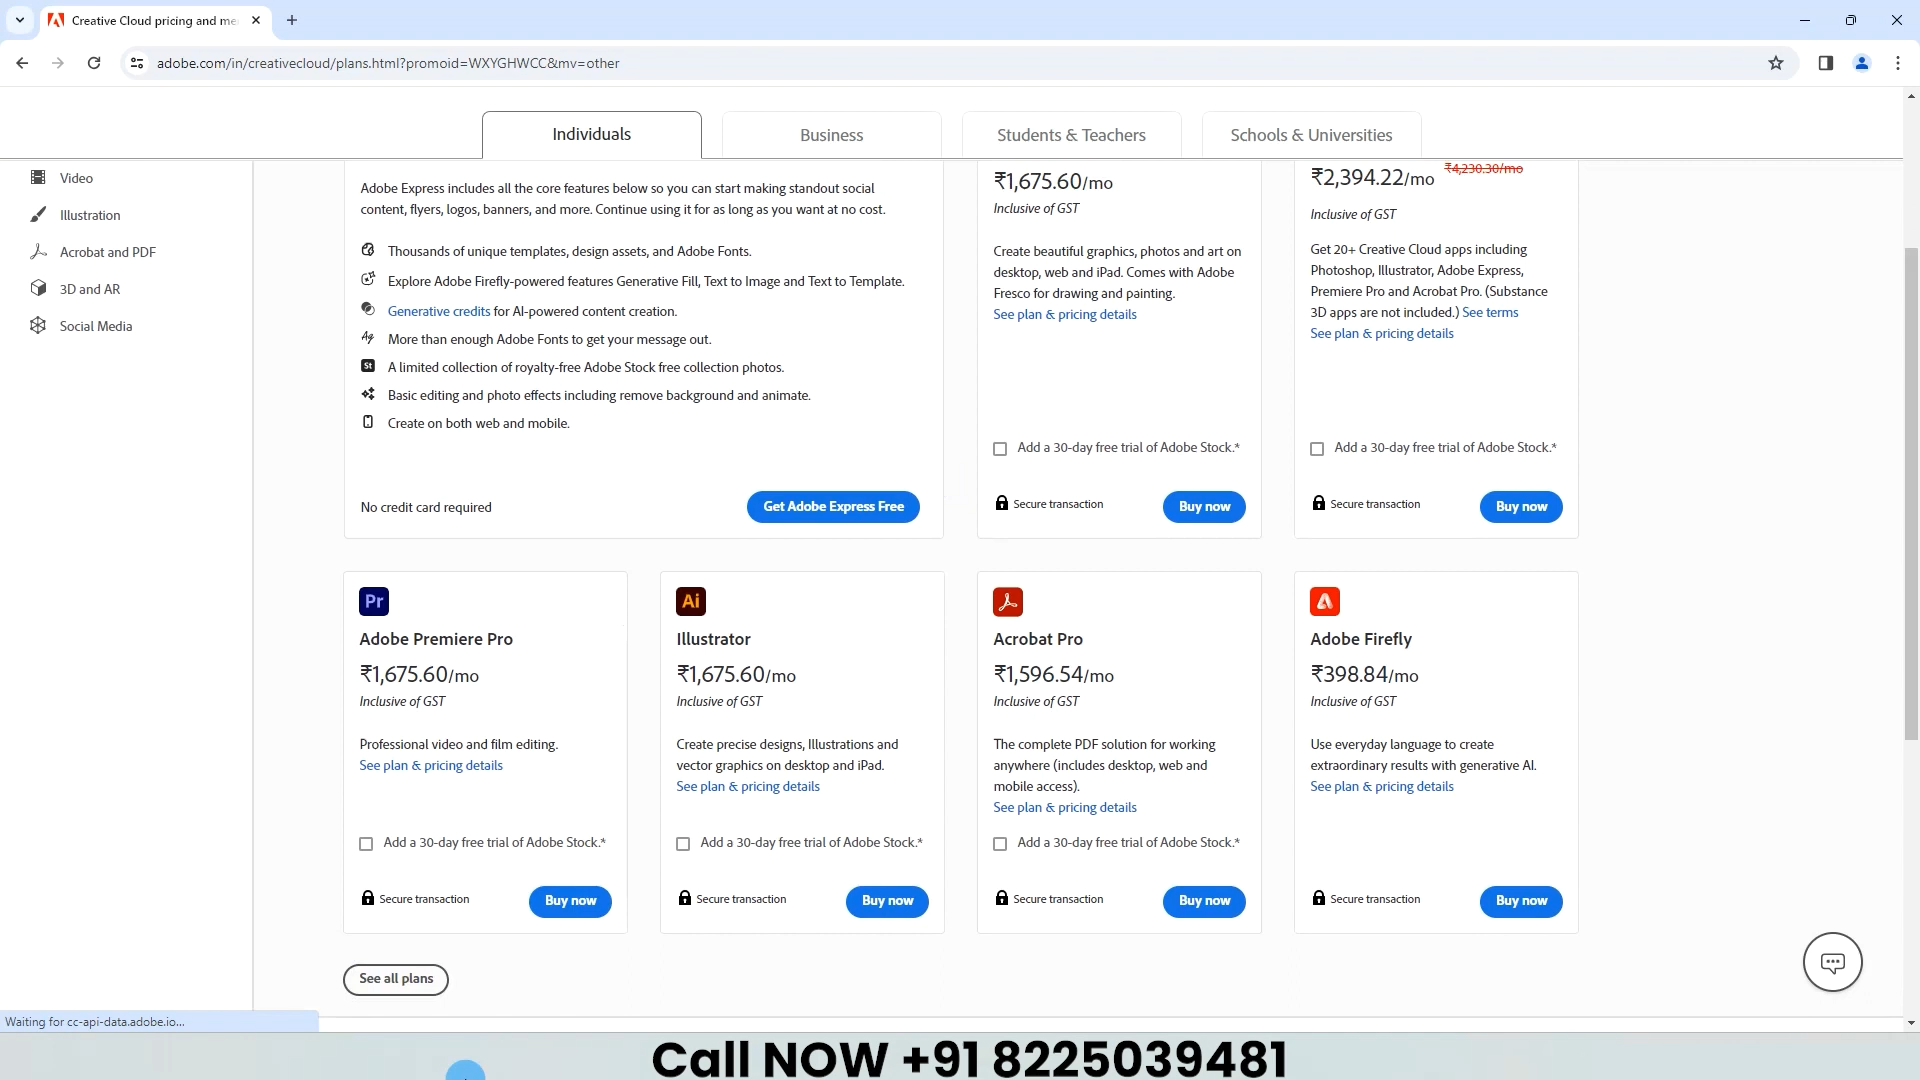 Creative Cloud pricing and me
adobe.com/in/creativecloud/plans.html?promoid=WXYGHWCC&mv=other
Individuals
Business
Students & Teachers
Schools & Universities
Video
Illustration
Acrobat and PDF
3D and AR
Social Media
Adobe Express includes all the core features below so you can start making standout social
content, flyers, logos, banners, and more. Continue using it for as long as you want at no cost.
Thousands of unique templates, design assets, and Adobe Fonts.
Explore Adobe Firefly-powered features Generative Fill, Text to Image and Text to Template.
Generative credits for AI-powered content creation.
More than enough Adobe Fonts to get your message out.
St
A limited collection of royalty-free Adobe Stock free collection photos.
Basic editing and photo effects including remove background and animate.
Create on both web and mobile.
No credit card required
Get Adobe Express Free
₹1,675.60/mo
Inclusive of GST
Create beautiful graphics, photos and art on
desktop, web and iPad. Comes with Adobe
Fresco for drawing and painting.
See plan & pricing details
Add a 30-day free trial of Adobe Stock.*
Secure transaction
Buy now
₹2,394.22/mo ₹4,230.30/mo
Inclusive of GST
Get 20+ Creative Cloud apps including
Photoshop, Illustrator, Adobe Express,
Premiere Pro and Acrobat Pro. (Substance
3D apps are not included.) See terms
See plan & pricing details
Add a 30-day free trial of Adobe Stock.*
Secure transaction
Buy now
Pr
Adobe Premiere Pro
₹1,675.60/mo
Inclusive of GST
Professional video and film editing.
See plan & pricing details
Add a 30-day free trial of Adobe Stock.*
Secure transaction
Buy now
Ai
Illustrator
₹1,675.60/mo
Inclusive of GST
Create precise designs, Illustrations and
vector graphics on desktop and iPad.
See plan & pricing details
Add a 30-day free trial of Adobe Stock.*
Secure transaction
Buy now
Acrobat Pro
₹1,596.54/mo
Inclusive of GST
The complete PDF solution for working
anywhere (includes desktop, web and
mobile access).
See plan & pricing details
Add a 30-day free trial of Adobe Stock.*
Secure transaction
Buy now
Adobe Firefly
₹398.84/mo
Inclusive of GST
Use everyday language to create
extraordinary results with generative AI.
See plan & pricing details
Secure transaction
Buy now
See all plans
Waiting for cc-api-data.adobe.io...
Call NOW +91 8225039481